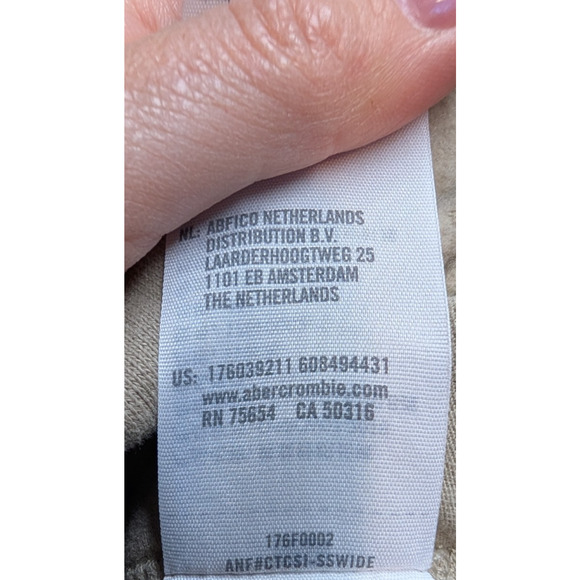 NL: ABFICO NETHERLANDS
DISTRIBUTION B.V.
LAARDERHOOGTWEG 25
1101 EB AMSTERDAM
THE NETHERLANDS
US: 176039211 608494431
www.abercrombie.com
RN 75654 CA 50316
176F0002
ANF#CTCSI-SSWIDE